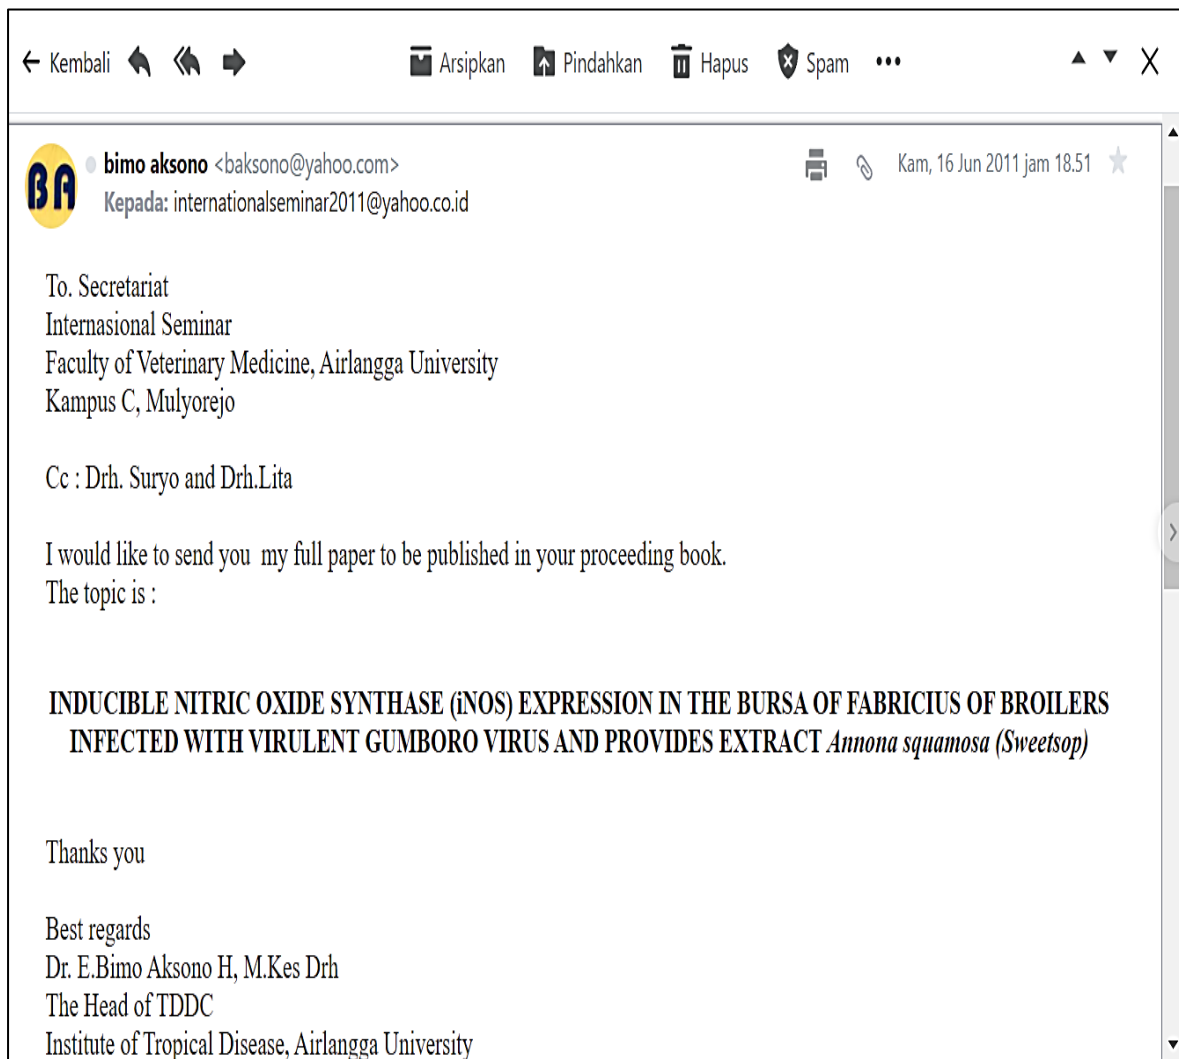 Kembali Arsipkan Pindahkan Hapus Spam
BA
bimo aksono <baksono@yahoo.com> Kam, 16 Jun 2011 jam 18.51
Kepada: internationalseminar2011@yahoo.co.id
To. Secretariat
Internasional Seminar
Faculty of Veterinary Medicine, Airlangga University
Kampus C, Mulyorejo
Cc : Drh. Suryo and Drh.Lita
I would like to send you  my full paper to be published in your proceeding book.
The topic is :
INDUCIBLE NITRIC OXIDE SYNTHASE (iNOS) EXPRESSION IN THE BURSA OF FABRICIUS OF BROILERS
INFECTED WITH VIRULENT GUMBORO VIRUS AND PROVIDES EXTRACT Annona squamosa (Sweetsop)
Thanks you
Best regards
Dr. E.Bimo Aksono H, M.Kes Drh
The Head of TDDC
Institute of Tropical Disease, Airlangga University